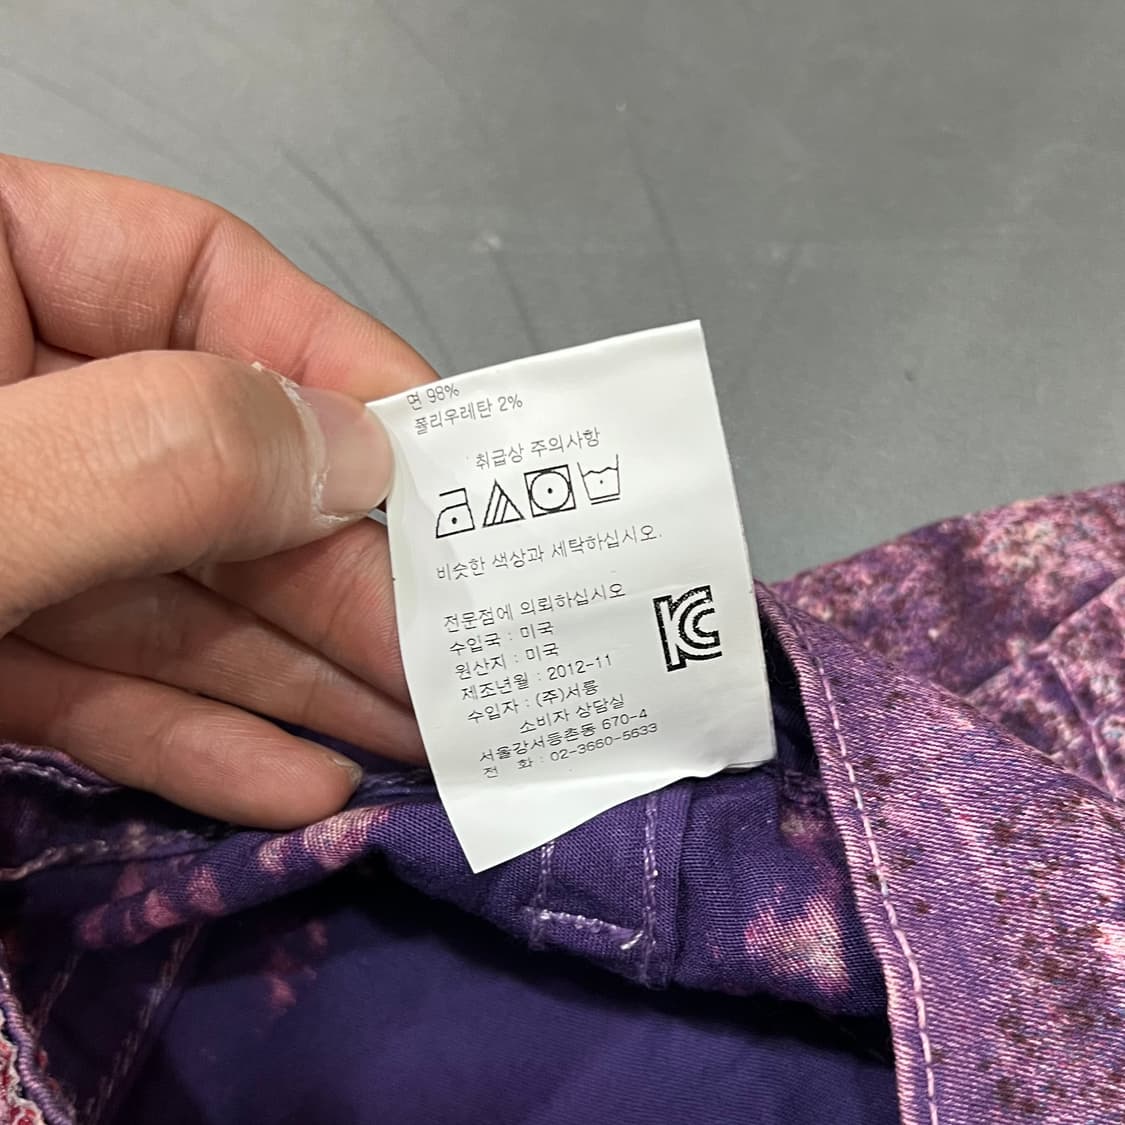 면 98%
폴리우레탄 2%
취급상 주의사항
비슷한 색상과 세탁하십시오.
전문점에 의뢰하십시오
수입국 : 미국
원산지 : 미국
제조년월 : 2012-11
수입자 : (주)서륭
소비자 상담실
서울강서등촌동 670-4
전 화 : 02-3660-5633
KC